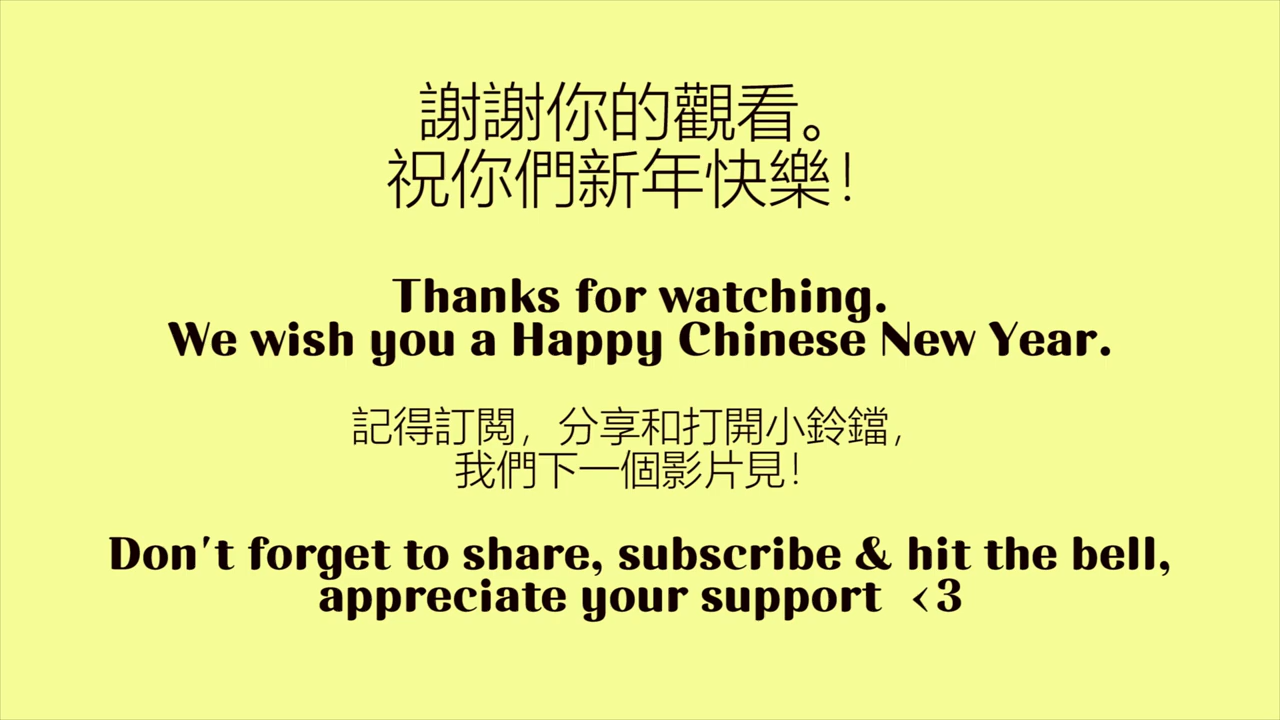 謝謝你的觀看。
祝你們新年快樂！
Thanks for watching.
We wish you a Happy Chinese New Year.
記得訂閱，分享和打開小鈴鐺，
我們下一個影片見！
Don't forget to share, subscribe & hit the bell,
appreciate your support <3